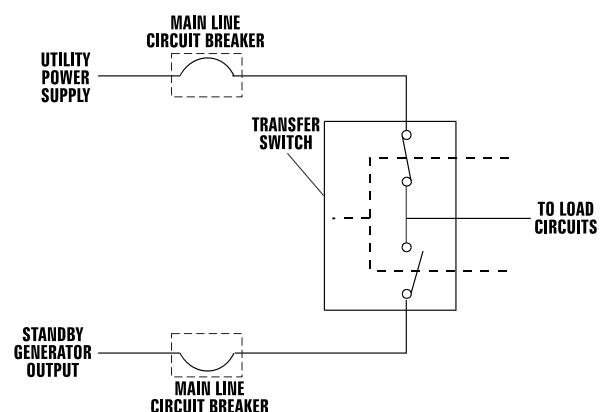 MAIN LINE
CIRCUIT BREAKER
UTILITY
POWER
SUPPLY
TRANSFER
SWITCH
TO LOAD
CIRCUITS
STANDBY
GENERATOR
OUTPUT
MAIN LINE
CIRCUIT BREAKER